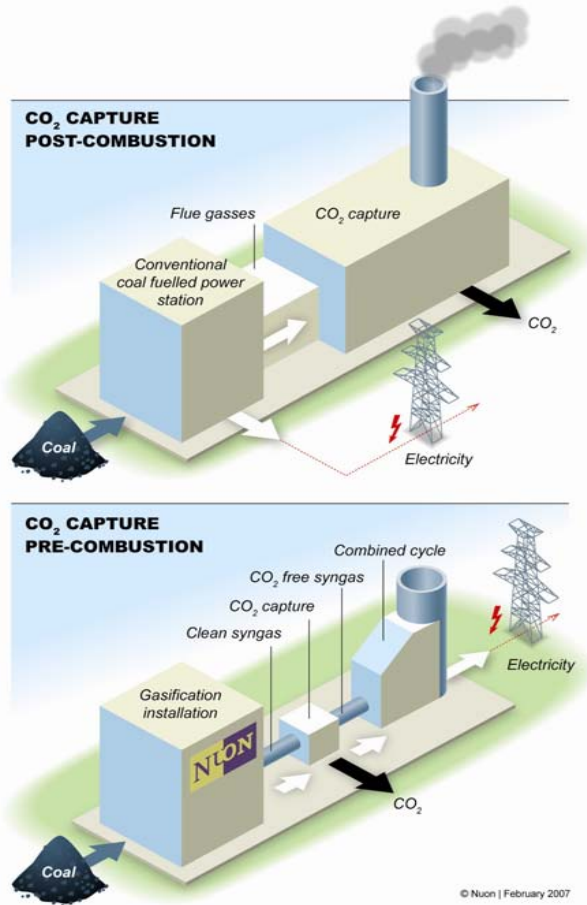 CO₂ CAPTURE
POST-COMBUSTION
Flue gasses
CO₂ capture
Conventional
coal fuelled power
station
CO₂
Coal
Electricity
CO₂ CAPTURE
PRE-COMBUSTION
Combined cycle
CO₂ free syngas
CO₂ capture
Clean syngas
Electricity
Gasification
installation
NUON
CO₂
Coal
© Nuon | February 2007